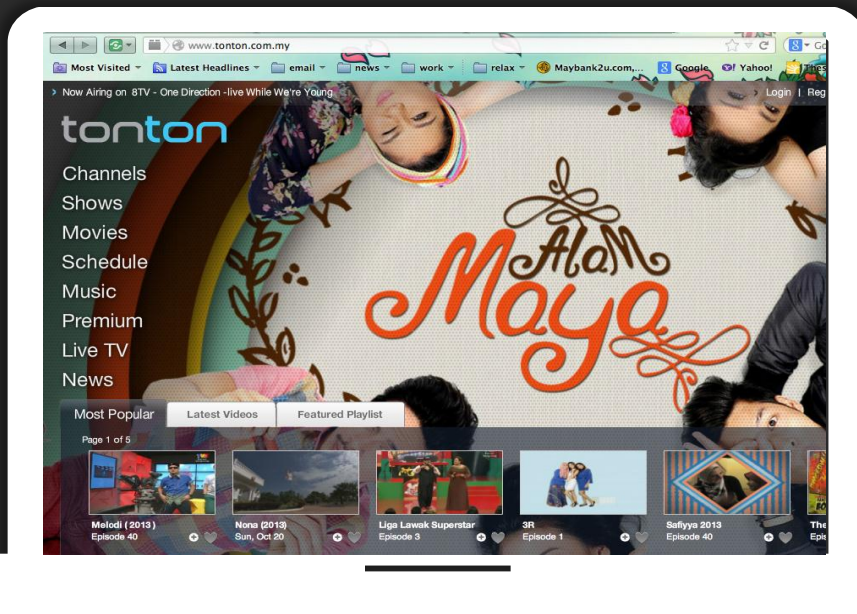 www.tonton.com.my
Most Visited
Latest Headlines
email
news
work
relax
Maybank2u.com,...
Google
Yahoo!
Now Airing on 8TV - One Direction -live While We're Young
Login | Reg
tonton
Channels
Shows
Movies
Schedule
Music
Premium
Live TV
News
Alam
Maya
Most Popular
Latest Videos
Featured Playlist
Page 1 of 5
Melodi (2013)
Episode 40
Nona (2013)
Sun, Oct 20
Liga Lawak Superstar
Episode 3
3R
Episode 1
Safiyya 2013
Episode 40
The
Epis